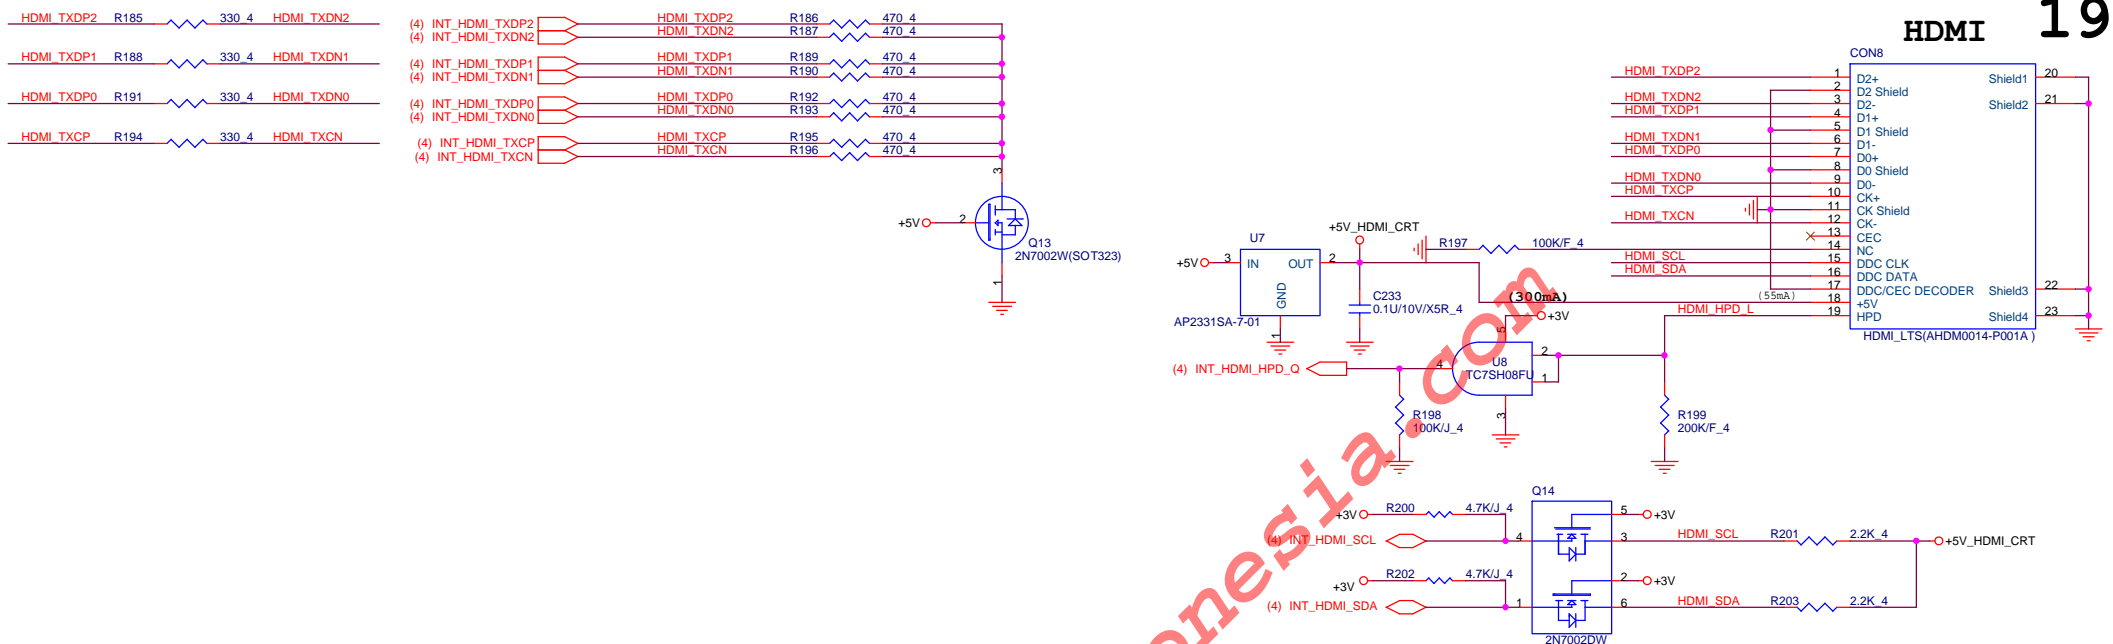 19
HDMI
HDMI_TXDP2 R185 330_4 HDMI_TXDN2
HDMI_TXDP1 R188 330_4 HDMI_TXDN1
HDMI_TXDP0 R191 330_4 HDMI_TXDN0
HDMI_TXCP R194 330_4 HDMI_TXCN
(4) INT_HDMI_TXDP2 HDMI_TXDP2 R186 470_4
(4) INT_HDMI_TXDN2 HDMI_TXDN2 R187 470_4
(4) INT_HDMI_TXDP1 HDMI_TXDP1 R189 470_4
(4) INT_HDMI_TXDN1 HDMI_TXDN1 R190 470_4
(4) INT_HDMI_TXDP0 HDMI_TXDP0 R192 470_4
(4) INT_HDMI_TXDN0 HDMI_TXDN0 R193 470_4
(4) INT_HDMI_TXCP HDMI_TXCP R195 470_4
(4) INT_HDMI_TXCN HDMI_TXCN R196 470_4
3
+5V 2
Q13
2N7002W(SOT323)
1
CON8
HDMI_TXDP2 1 D2+ Shield1 20
2 D2 Shield
HDMI_TXDN2 3 D2- Shield2 21
HDMI_TXDP1 4 D1+
5 D1 Shield
HDMI_TXDN1 6 D1-
HDMI_TXDP0 7 D0+
8 D0 Shield
HDMI_TXDN0 9 D0-
HDMI_TXCP 10 CK+
11 CK Shield
HDMI_TXCN 12 CK-
13 CEC
R197 100K/F_4 14 NC
HDMI_SCL 15 DDC CLK
HDMI_SDA 16 DDC DATA
17 DDC/CEC DECODER Shield3 22
(55mA) 18 +5V
HDMI_HPD_L 19 HPD Shield4 23
HDMI_LTS(AHDM0014-P001A )
+5V_HDMI_CRT
U7
+5V 3 IN OUT 2
GND
1
AP2331SA-7-01
C233
0.1U/10V/X5R_4
(300mA)
+3V
5
(4) INT_HDMI_HPD_Q 4 U8 2
TC7SH08FU 1
3
R198
100K/J_4
R199
200K/F_4
Q14
+3V R200 4.7K/J_4 5 +3V
(4) INT_HDMI_SCL 4 3 HDMI_SCL R201 2.2K_4 +5V_HDMI_CRT
+3V R202 4.7K/J_4 2 +3V
(4) INT_HDMI_SDA 1 6 HDMI_SDA R203 2.2K_4
2N7002DW
onesia.com